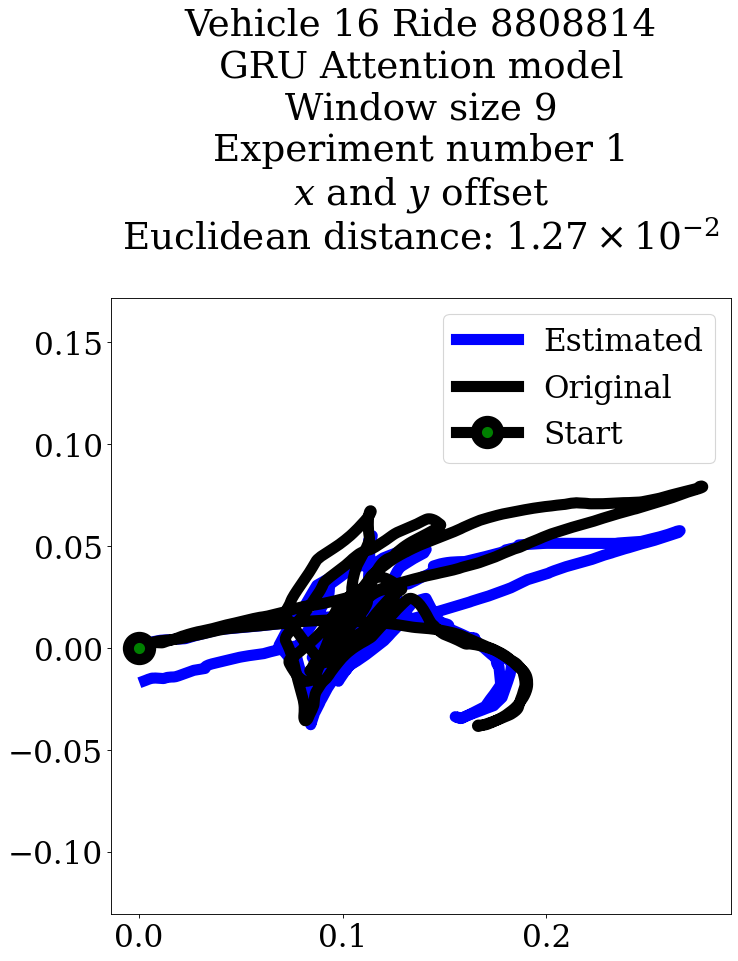 Vehicle 16 Ride 8808814
GRU Attention model
Window size 9
Experiment number 1
x and y offset
Euclidean distance: 1.27 × 10⁻²
Estimated
Original
Start
0.15
0.10
0.05
0.00
−0.05
−0.10
0.0 0.1 0.2